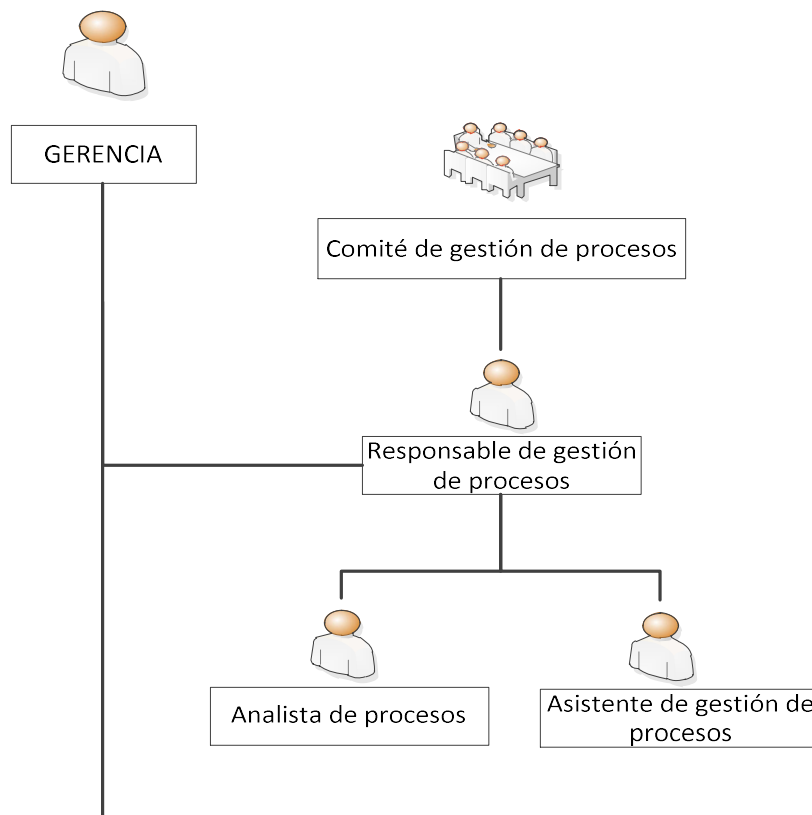 GERENCIA
Comité de gestión de procesos
Responsable de gestión
de procesos
Analista de procesos
Asistente de gestión de
procesos